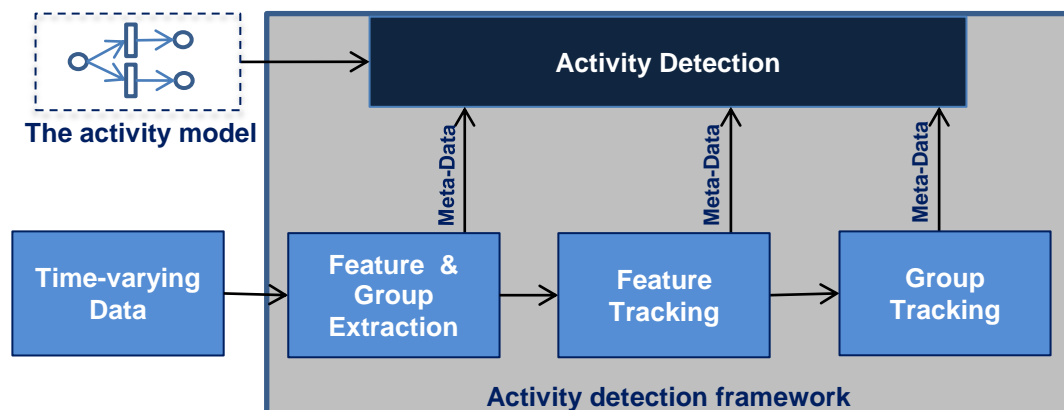 Activity Detection
The activity model
Meta-Data
Meta-Data
Meta-Data
Time-varying
Data
Feature &
Group
Extraction
Feature
Tracking
Group
Tracking
Activity detection framework